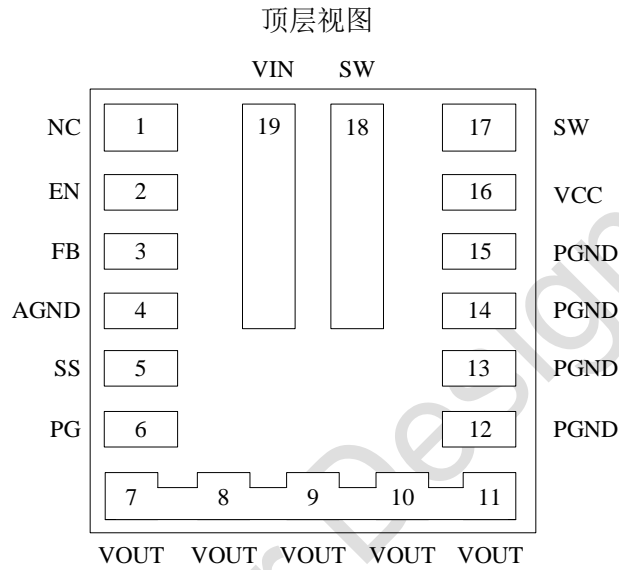 顶层视图
VIN SW
NC 1 19 18 17 SW
EN 2 16 VCC
FB 3 15 PGND
AGND 4 14 PGND
SS 5 13 PGND
PG 6 12 PGND
7 8 9 10 11
VOUT VOUT VOUT VOUT VOUT